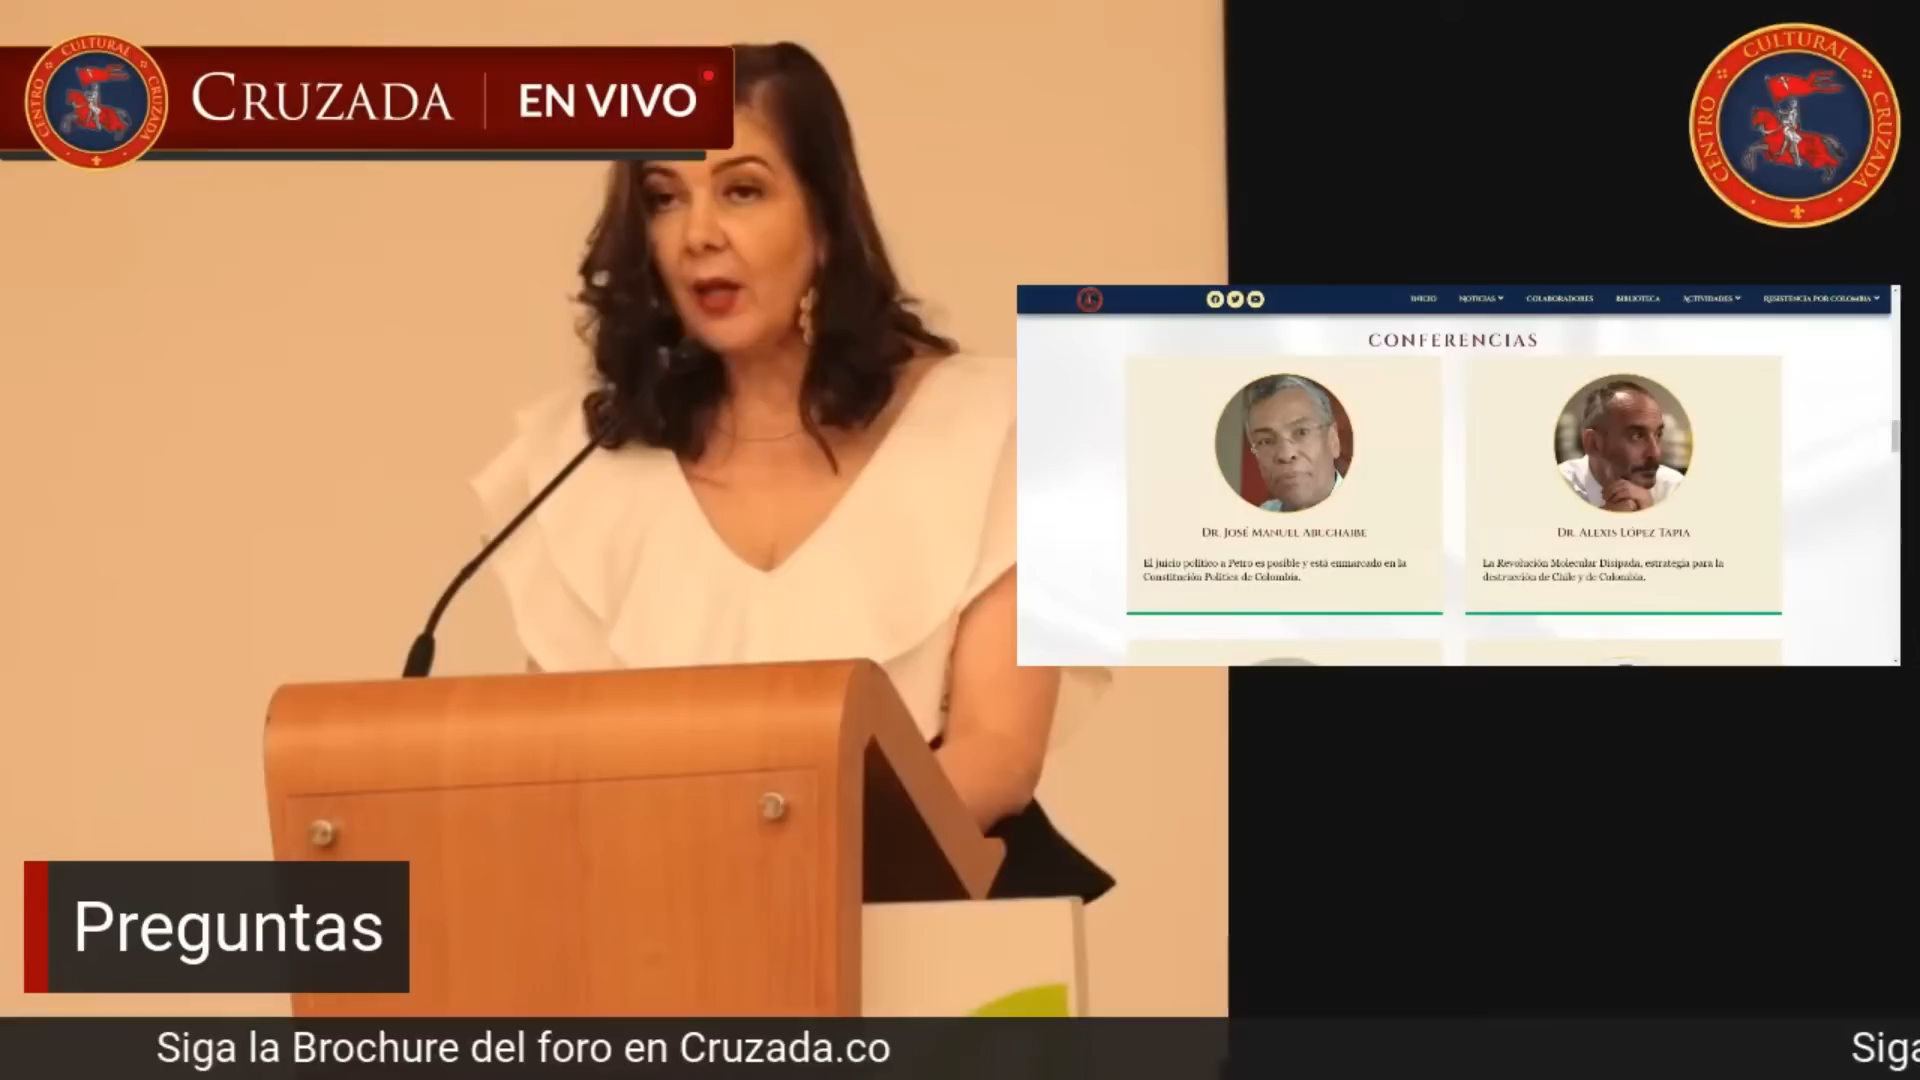 CENTRO CULTURAL CRUZADA
CRUZADA EN VIVO
CENTRO CULTURAL CRUZADA
INICIO NOTICIAS COLABORADORES BIBLIOTECA ACTIVIDADES RESISTENCIA POR COLOMBIA
CONFERENCIAS
DR. JOSÉ MANUEL ABUCHAIBE
El juicio político a Petro es posible y está enmarcado en la
Constitución Política de Colombia.
DR. ALEXIS LÓPEZ TAPIA
La Revolución Molecular Disipada, estrategia para la
destrucción de Chile y de Colombia.
Preguntas
Siga la Brochure del foro en Cruzada.co
Siga